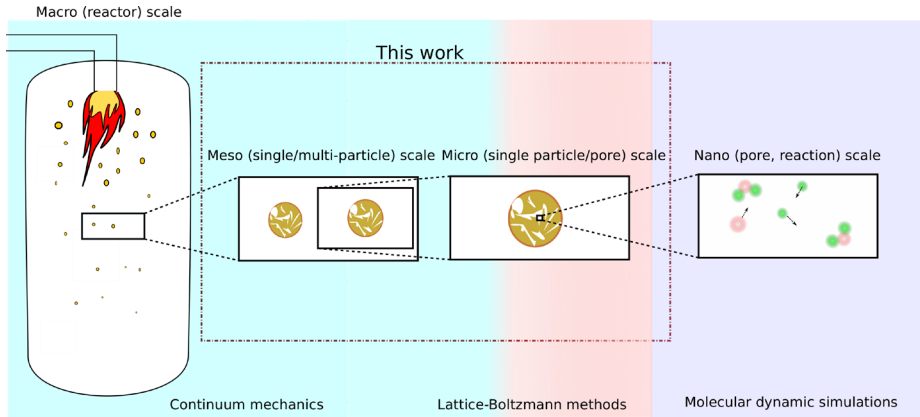 Macro (reactor) scale
This work
Meso (single/multi-particle) scale
Micro (single particle/pore) scale
Nano (pore, reaction) scale
Continuum mechanics
Lattice-Boltzmann methods
Molecular dynamic simulations